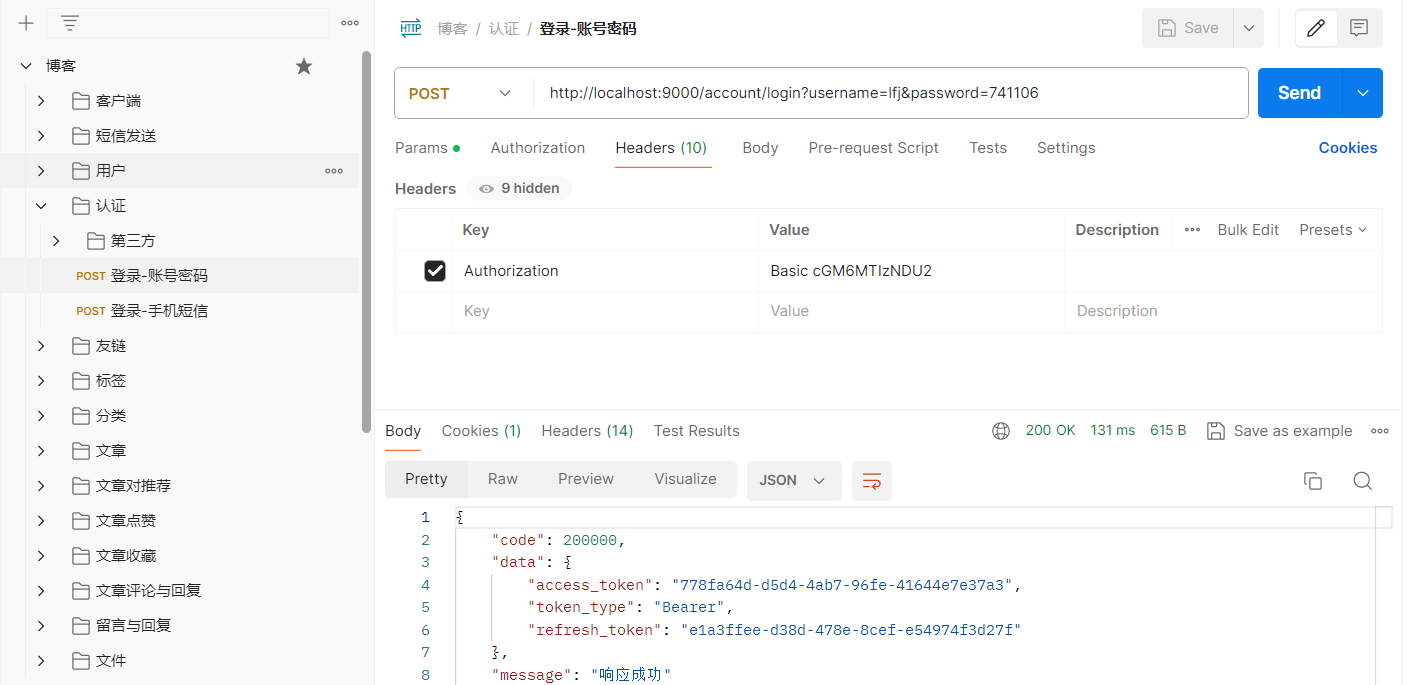 博客
客户端
短信发送
用户
认证
第三方
POST 登录-账号密码
POST 登录-手机短信
友链
标签
分类
文章
文章对推荐
文章点赞
文章收藏
文章评论与回复
留言与回复
文件
HTTP 博客 / 认证 / 登录-账号密码
Save
POST http://localhost:9000/account/login?username=lfj&password=741106 Send
Params Authorization Headers (10) Body Pre-request Script Tests Settings Cookies
Headers 9 hidden
Key Value Description Bulk Edit Presets
Authorization Basic cGM6MTIzNDU2
Key Value Description
Body Cookies (1) Headers (14) Test Results 200 OK 131 ms 615 B Save as example
Pretty Raw Preview Visualize JSON
1 {
2 "code": 200000,
3 "data": {
4 "access_token": "778fa64d-d5d4-4ab7-96fe-41644e7e37a3",
5 "token_type": "Bearer",
6 "refresh_token": "e1a3ffee-d38d-478e-8cef-e54974f3d27f"
7 },
8 "message": "响应成功"